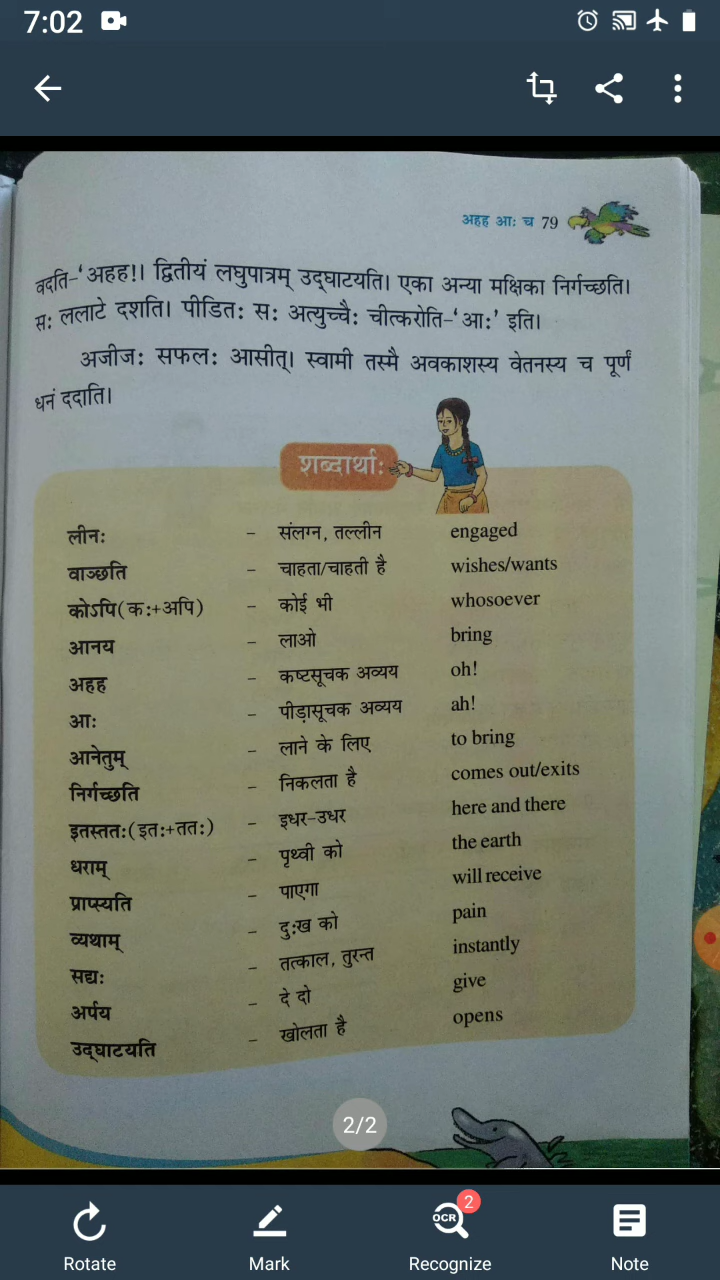 7:02
अहह आः च 79
वदति-‘अहह!। द्वितीयं लघुपात्रम् उद्घाटयति। एका अन्या मक्षिका निर्गच्छति।
सः ललाटे दशति। पीडितः सः अत्युच्चैः चीत्करोति-‘आः’ इति।
अजीजः सफलः आसीत्। स्वामी तस्मै अवकाशस्य वेतनस्य च पूर्णं
धनं ददाति।
शब्दार्थाः
लीनः – संलग्न, तल्लीन engaged
वाञ्छति – चाहता/चाहती है wishes/wants
कोऽपि(कः+अपि) – कोई भी whosoever
आनय – लाओ bring
अहह – कष्टसूचक अव्यय oh!
आः – पीड़ासूचक अव्यय ah!
आनेतुम् – लाने के लिए to bring
निर्गच्छति – निकलता है comes out/exits
इतस्ततः(इतः+ततः) – इधर-उधर here and there
धराम् – पृथ्वी को the earth
प्राप्स्यति – पाएगा will receive
व्यथाम् – दुःख को pain
सद्यः – तत्काल, तुरन्त instantly
अर्पय – दे दो give
उद्घाटयति – खोलता है opens
2/2
OCR 2
Rotate Mark Recognize Note